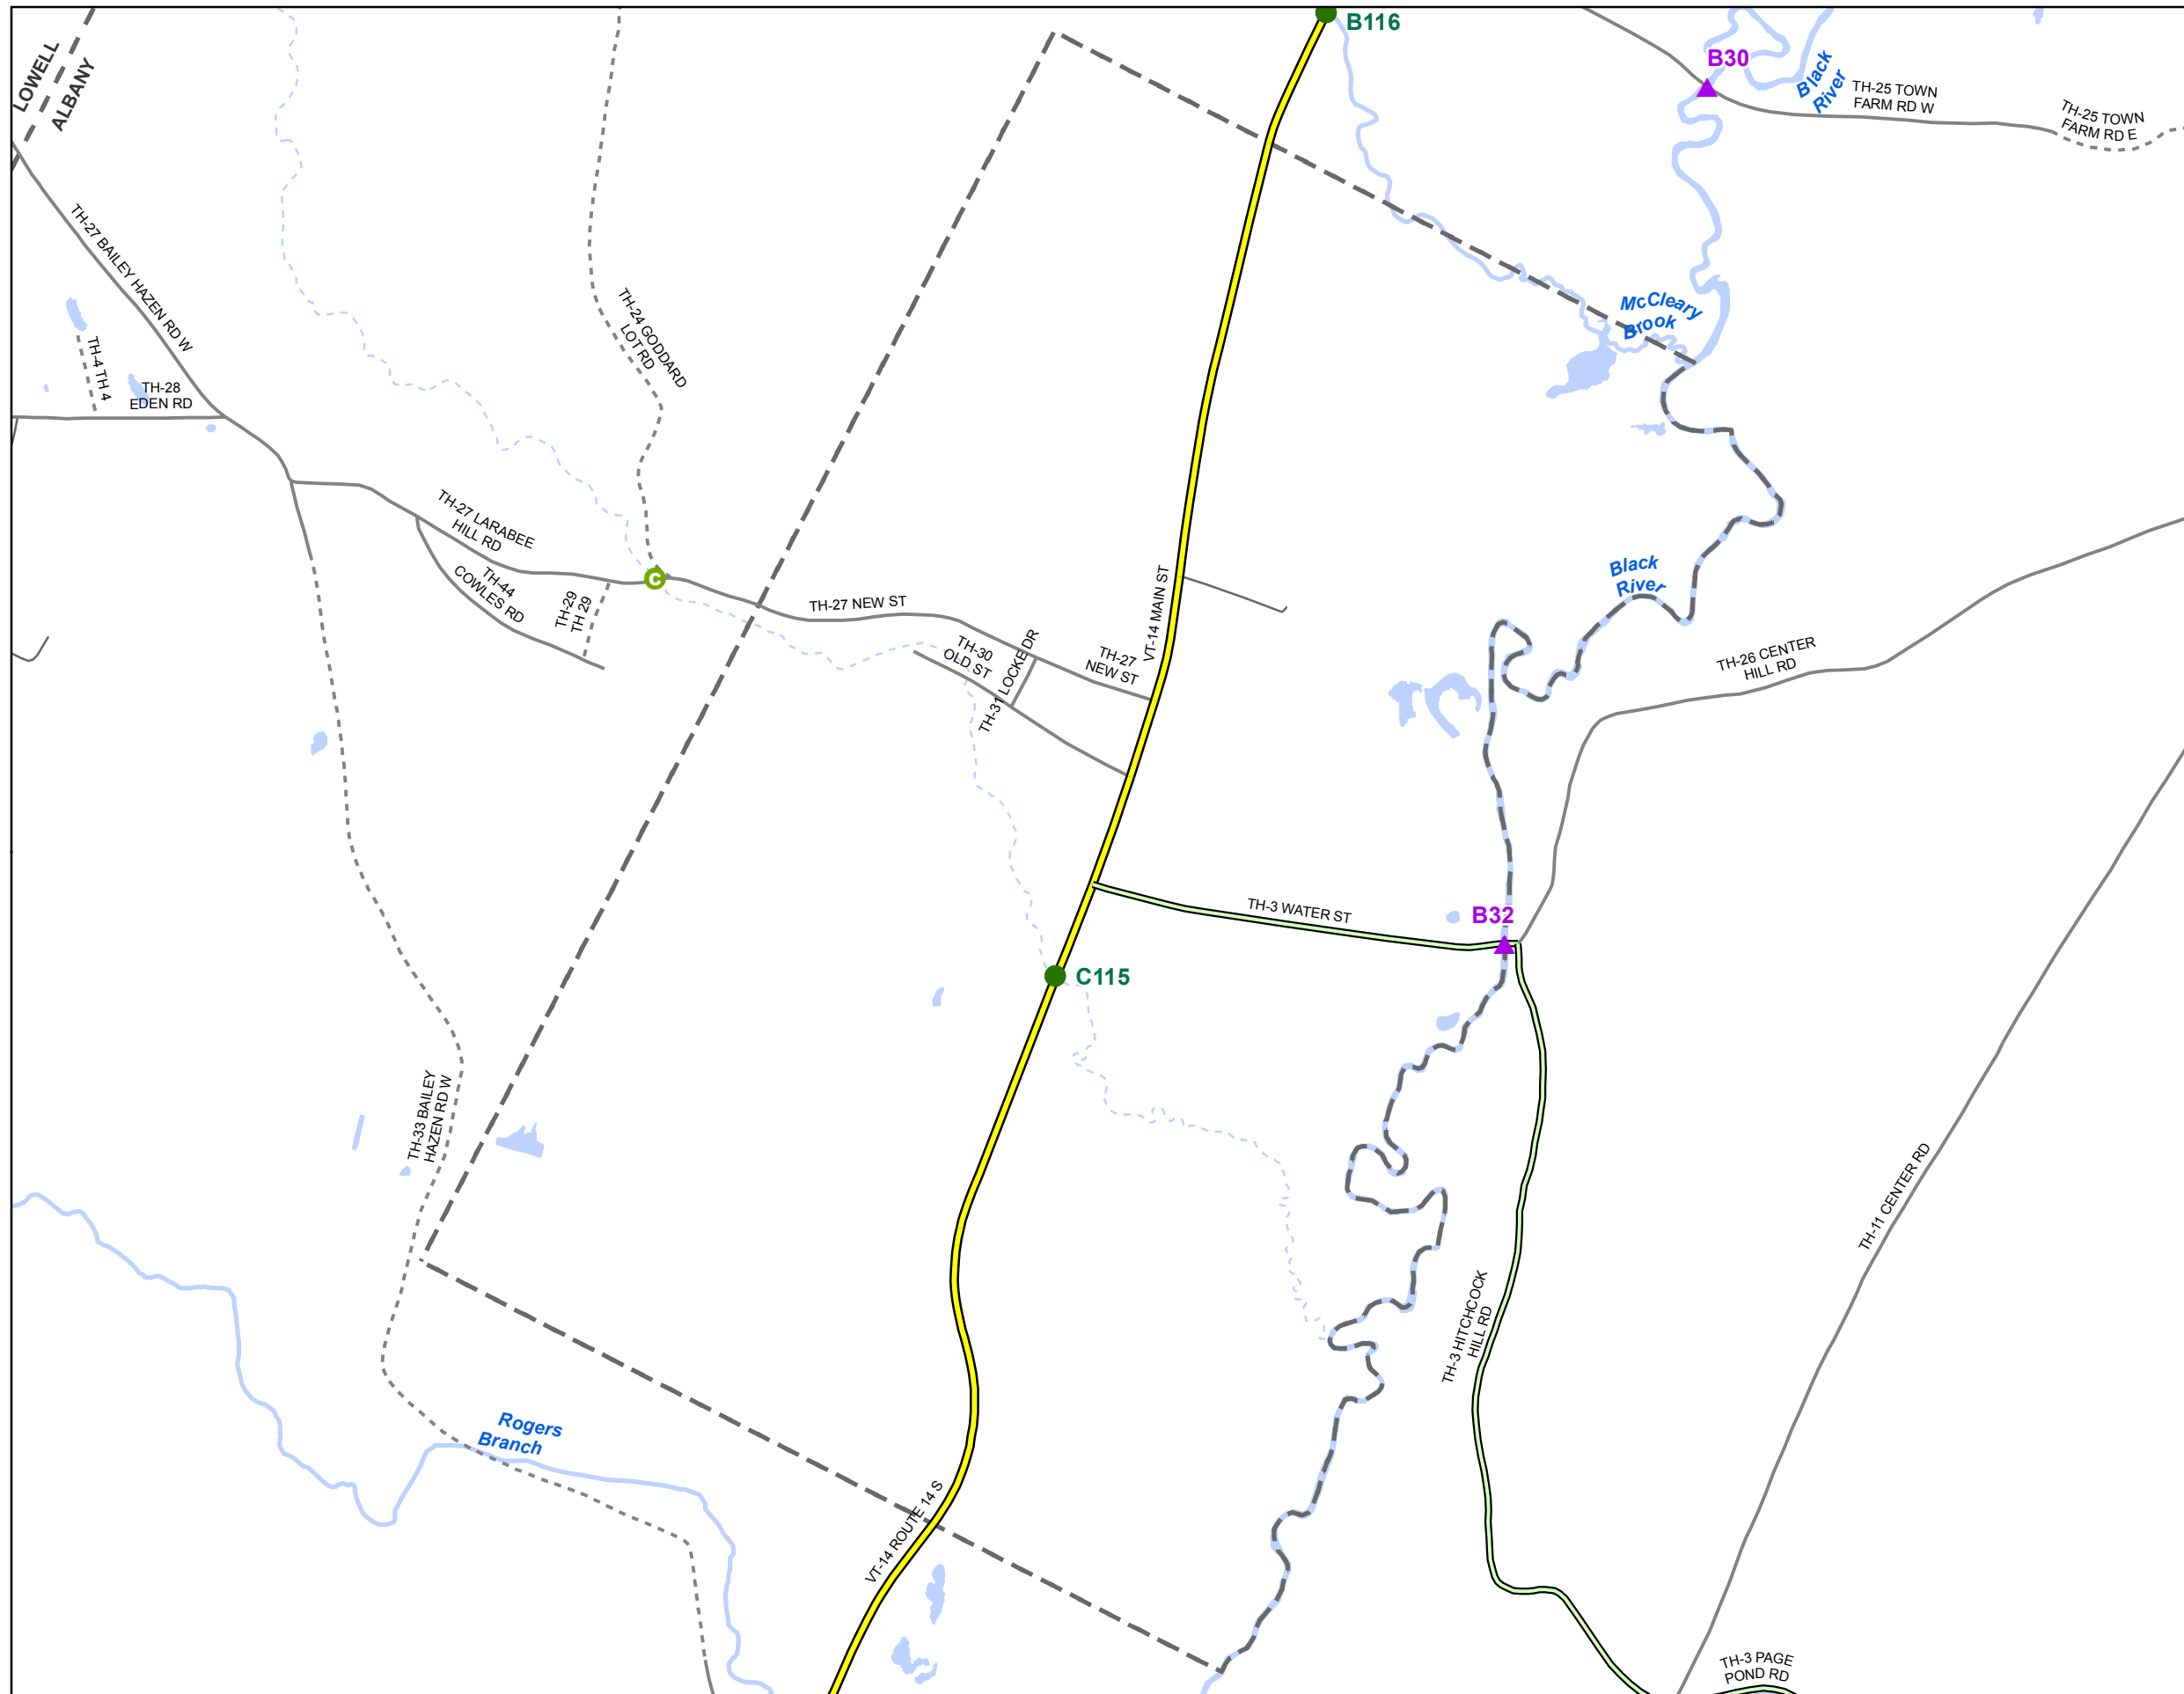 B116
LOWELL
ALBANY
B30
Black
River
TH-25 TOWN
FARM RD W
TH-25 TOWN
FARM RD E
TH-27 BAILEY HAZEN RD W
TH-24 GODDARD
LOT RD
McCleary
Brook
TH-4 TH 4
TH-28
EDEN RD
TH-27 LARABEE
HILL RD
TH-44
COWLES RD
TH-29
TH 29
C
TH-27 NEW ST
TH-30
OLD ST
TH-31 LOCKE DR
TH-27
NEW ST
VT-14 MAIN ST
Black
River
TH-26 CENTER
HILL RD
TH-3 WATER ST
B32
C115
TH-33 BAILEY
HAZEN RD W
TH-11 CENTER RD
TH-3 HITCHCOCK
HILL RD
Rogers
Branch
VT-14 ROUTE 14 S
TH-3 PAGE
POND RD